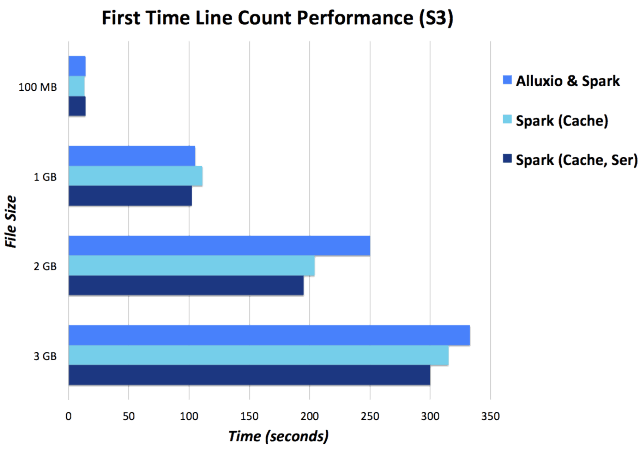 First Time Line Count Performance (S3)
100 MB
1 GB
2 GB
3 GB
File Size
0 50 100 150 200 250 300 350
Time (seconds)
Alluxio & Spark
Spark (Cache)
Spark (Cache, Ser)